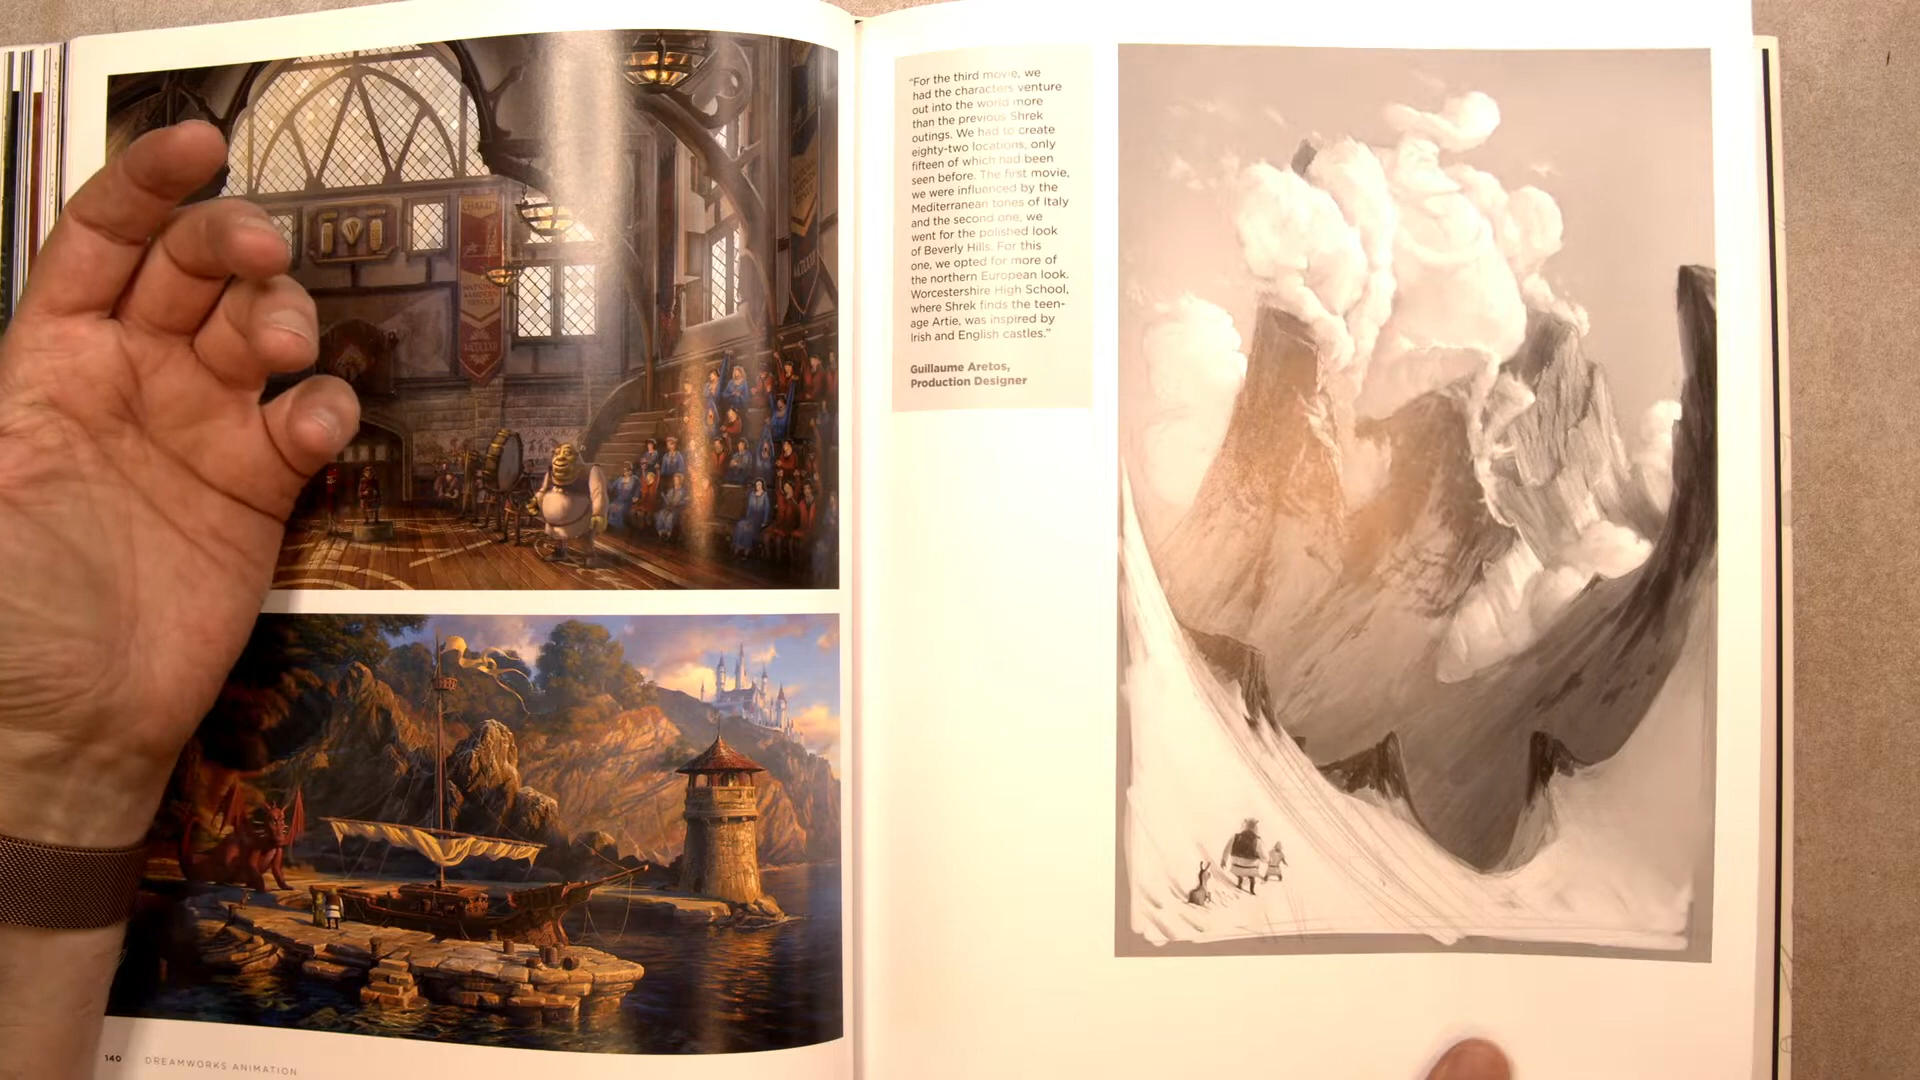 CHAMPS
“For the third movie, we
had the characters venture
out into the world more
than the previous Shrek
outings. We had to create
eighty-two locations, only
fifteen of which had been
seen before. The first movie,
we were influenced by the
Mediterranean tones of Italy
and the second one, we
went for the polished look
of Beverly Hills. For this
one, we opted for more of
the northern European look.
Worcestershire High School,
where Shrek finds the teen-
age Artie, was inspired by
Irish and English castles.”
Guillaume Aretos,
Production Designer
140 DREAMWORKS ANIMATION